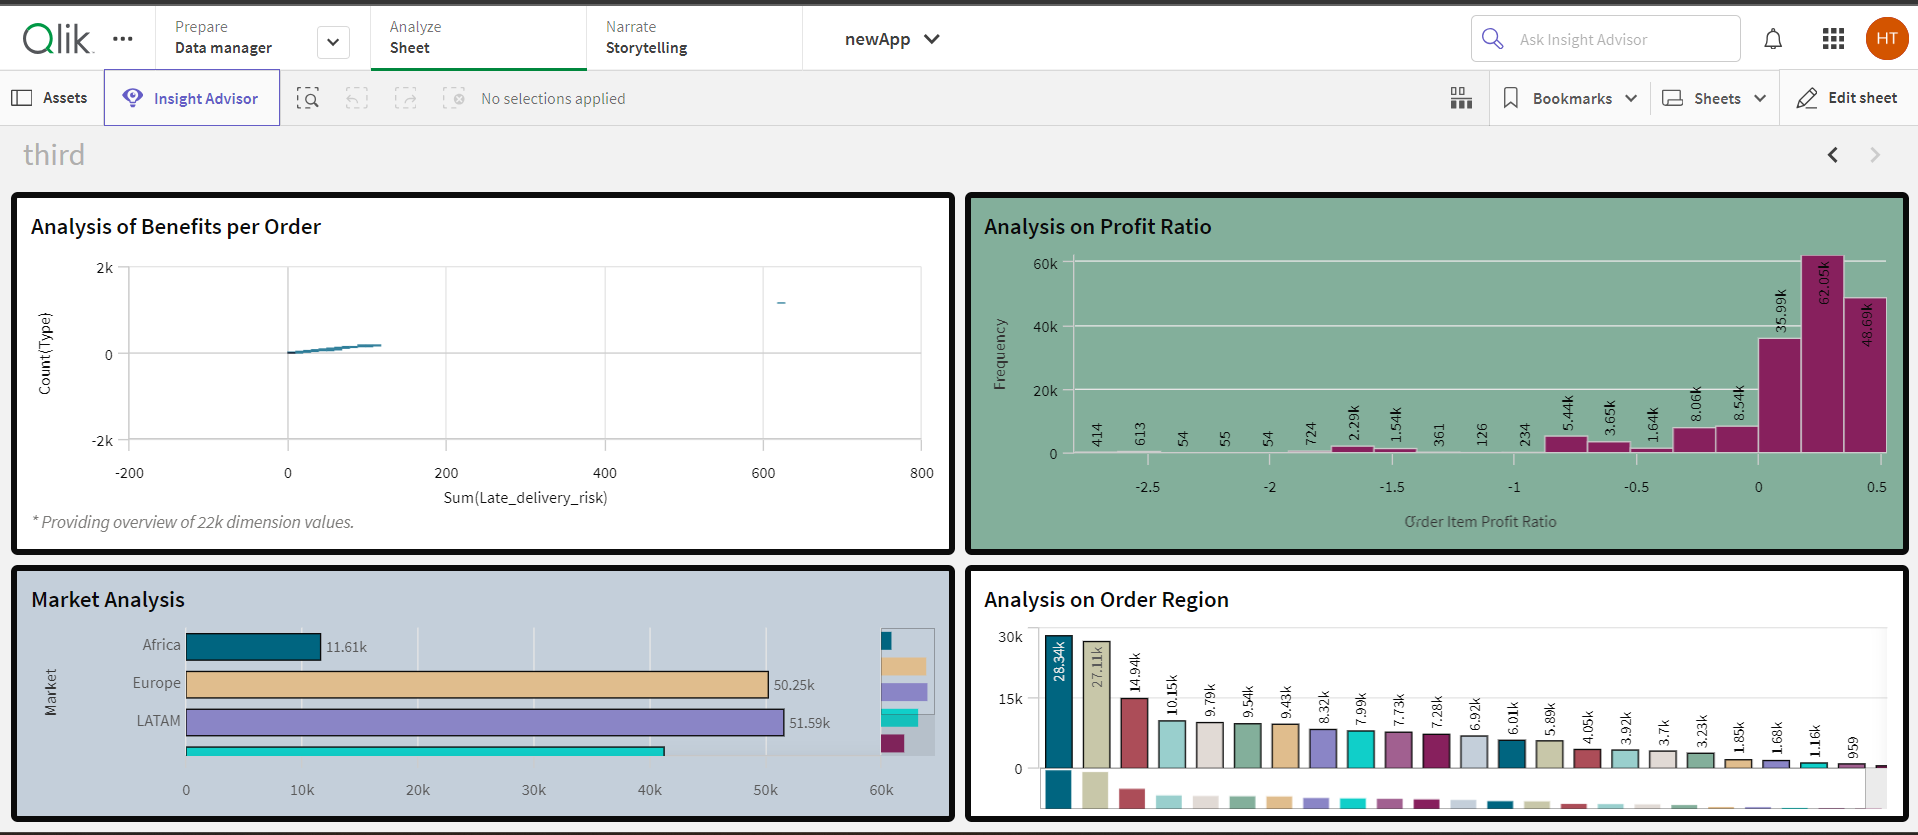 Qlik
Prepare
Data manager
Analyze
Sheet
Narrate
Storytelling
newApp
Ask Insight Advisor
HT
Assets
Insight Advisor
No selections applied
Bookmarks
Sheets
Edit sheet
third
Analysis of Benefits per Order
Count(Type)
2k
0
-2k
-200 0 200 400 600 800
Sum(Late_delivery_risk)
* Providing overview of 22k dimension values.
Analysis on Profit Ratio
Frequency
60k
40k
20k
0
414 613 54 55 54 724 2.29k 1.54k 361 126 234 5.44k 3.65k 1.64k 8.06k 8.54k 35.99k 62.05k 48.69k
-2.5 -2 -1.5 -1 -0.5 0 0.5
Order Item Profit Ratio
Market Analysis
Market
Africa 11.61k
Europe 50.25k
LATAM 51.59k
0 10k 20k 30k 40k 50k 60k
Analysis on Order Region
30k
15k
0
28.34k 27.11k 14.94k 10.15k 9.79k 9.54k 9.43k 8.32k 7.99k 7.73k 7.28k 6.92k 6.01k 5.89k 4.05k 3.92k 3.7k 3.23k 1.85k 1.68k 1.16k 959